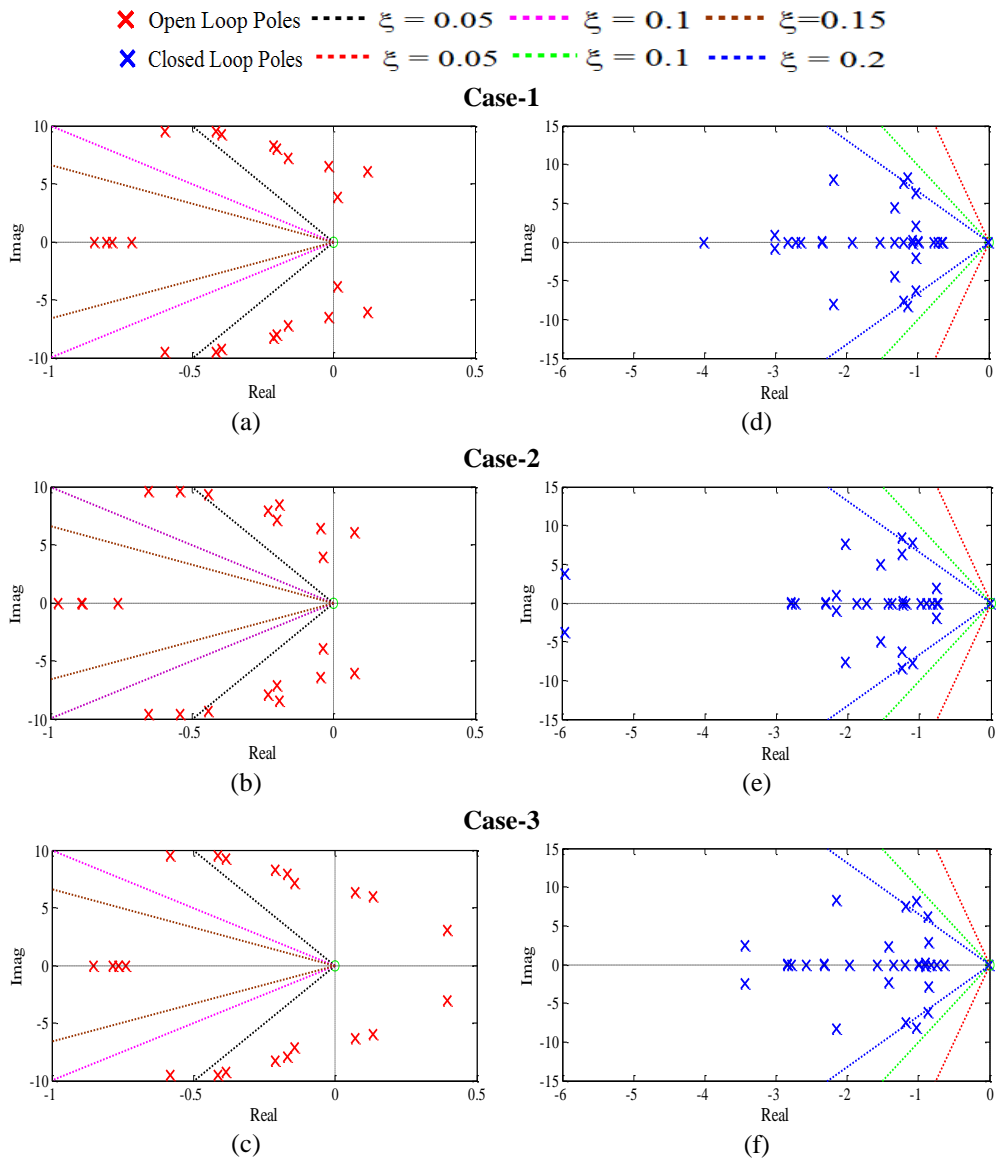 Open Loop Poles ξ = 0.05 ξ = 0.1 ξ=0.15
Closed Loop Poles ξ = 0.05 ξ = 0.1 ξ = 0.2
Case-1
10
5
0
-5
-10
Imag
-1 -0.5 0 0.5
Real
(a)
15
10
5
0
-5
-10
-15
Imag
-6 -5 -4 -3 -2 -1 0
Real
(d)
Case-2
10
5
0
-5
-10
Imag
-1 -0.5 0 0.5
Real
(b)
15
10
5
0
-5
-10
-15
Imag
-6 -5 -4 -3 -2 -1 0
Real
(e)
Case-3
10
5
0
-5
-10
Imag
-1 -0.5 0 0.5
Real
(c)
15
10
5
0
-5
-10
-15
Imag
-6 -5 -4 -3 -2 -1 0
Real
(f)